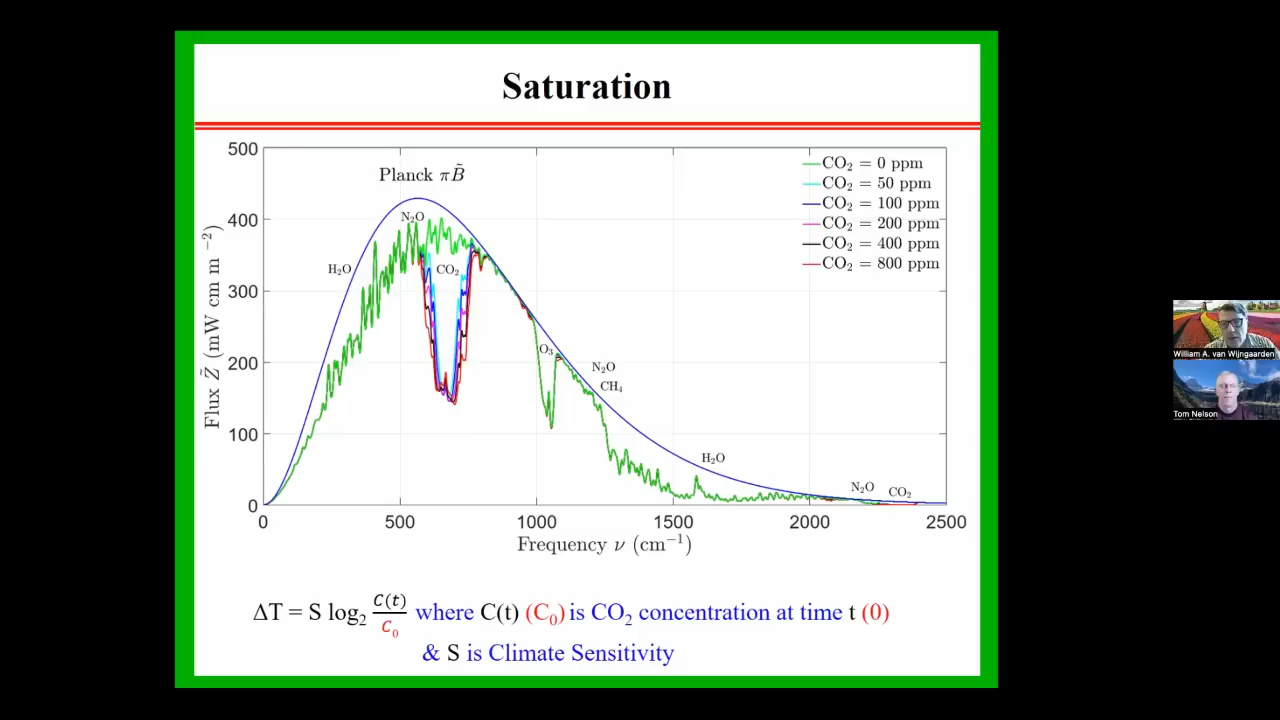 Saturation
Planck πB̃
CO₂ = 0 ppm
CO₂ = 50 ppm
CO₂ = 100 ppm
CO₂ = 200 ppm
CO₂ = 400 ppm
CO₂ = 800 ppm
500
400
300
200
100
0
Flux Z̃ (mW cm m⁻²)
N₂O
H₂O
CO₂
O₃
N₂O
CH₄
H₂O
N₂O
CO₂
0 500 1000 1500 2000 2500
Frequency ν (cm⁻¹)
ΔT = S log₂ C(t)/C₀ where C(t) (C₀) is CO₂ concentration at time t (0)
& S is Climate Sensitivity
William A. van Wijngaarden
Tom Nelson